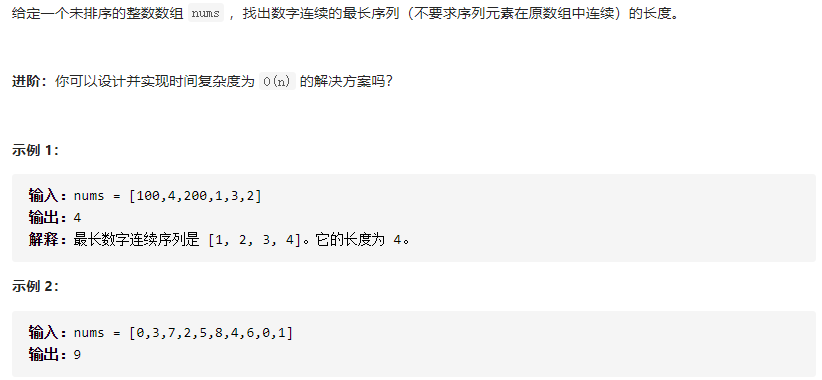 给定一个未排序的整数数组 nums ，找出数字连续的最长序列（不要求序列元素在原数组中连续）的长度。
进阶：你可以设计并实现时间复杂度为 O(n) 的解决方案吗？
示例 1：
输入：nums = [100,4,200,1,3,2]
输出：4
解释：最长数字连续序列是 [1, 2, 3, 4]。它的长度为 4。
示例 2：
输入：nums = [0,3,7,2,5,8,4,6,0,1]
输出：9